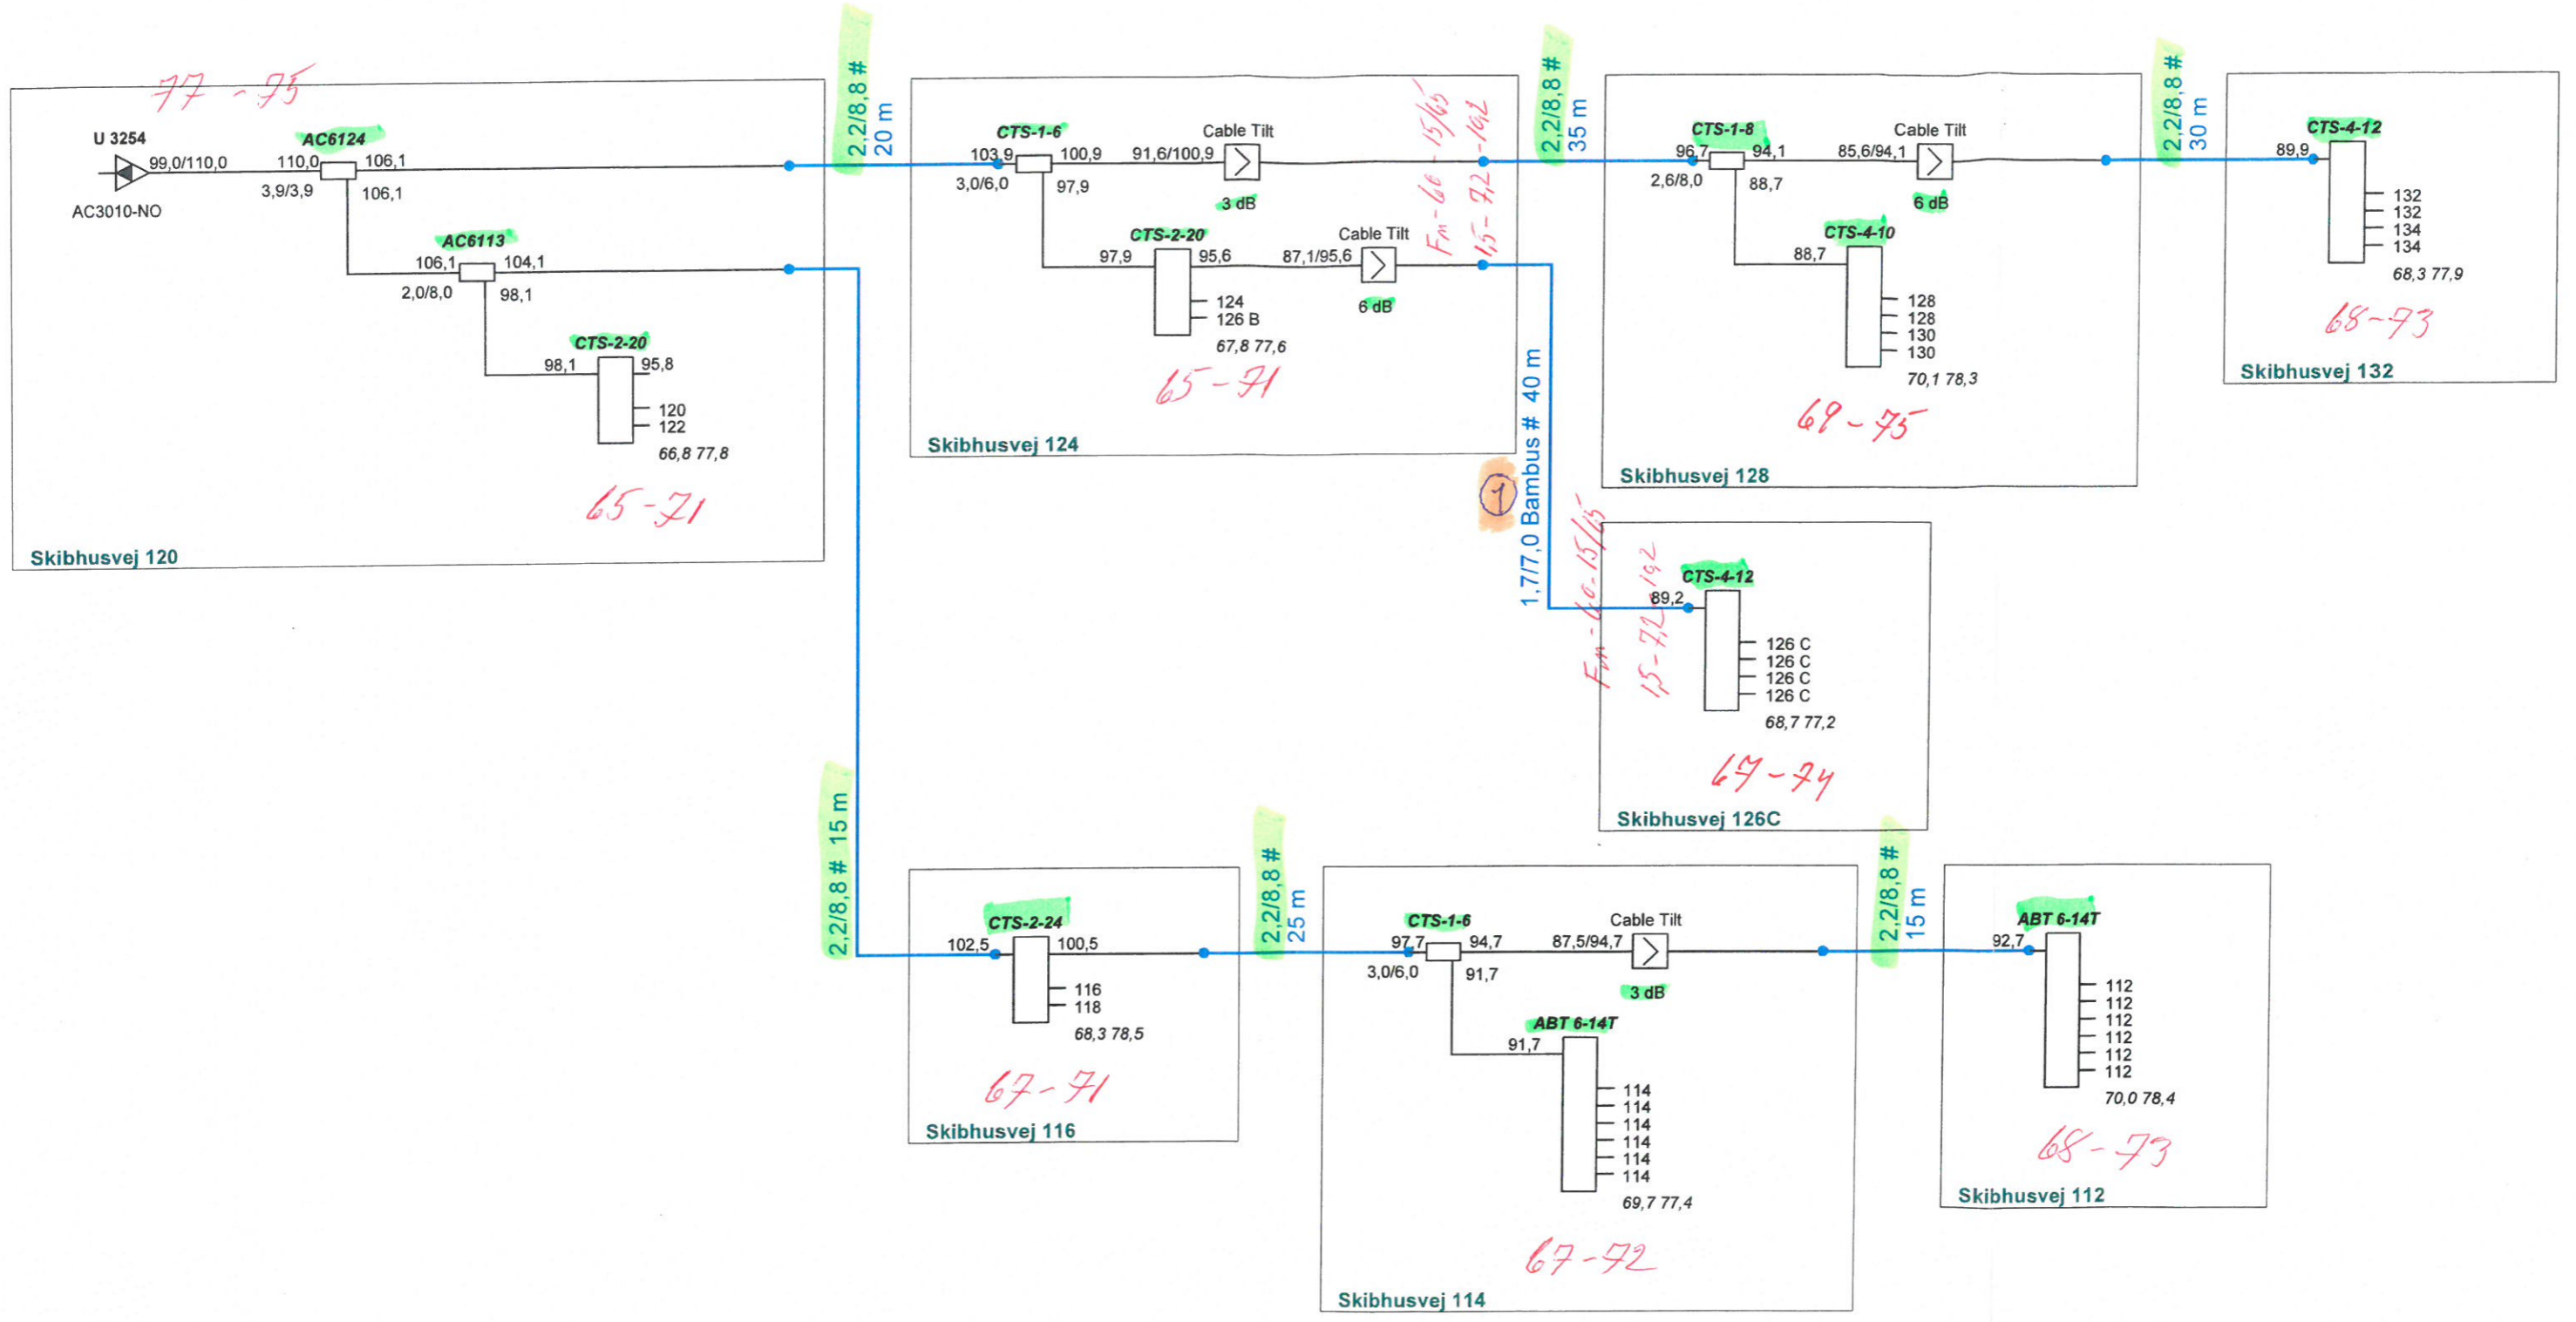 77 - 75
U 3254
99,0/110,0
AC3010-NO
AC6124
110,0
106,1
3,9/3,9
106,1
AC6113
106,1
104,1
2,0/8,0
98,1
CTS-2-20
98,1
95,8
120
122
66,8 77,8
65-71
Skibhusvej 120
2,2/8,8 #
20 m
CTS-1-6
103,9
100,9
3,0/6,0
97,9
Cable Tilt
91,6/100,9
3 dB
CTS-2-20
97,9
95,6
124
126 B
67,8 77,6
65-71
Cable Tilt
87,1/95,6
6 dB
Skibhusvej 124
2,2/8,8 #
35 m
CTS-1-8
96,7
94,1
2,6/8,0
88,7
Cable Tilt
85,6/94,1
6 dB
CTS-4-10
88,7
128
128
130
130
70,1 78,3
69-75
Skibhusvej 128
2,2/8,8 #
30 m
CTS-4-12
89,9
132
132
134
134
68,3 77,9
68-73
Skibhusvej 132
1
1,7/7,0 Bambus # 40 m
CTS-4-12
89,2
126 C
126 C
126 C
126 C
68,7 77,2
67-74
Skibhusvej 126C
2,2/8,8 # 15 m
CTS-2-24
102,5
100,5
116
118
68,3 78,5
67-71
Skibhusvej 116
2,2/8,8 #
25 m
CTS-1-6
97,7
94,7
3,0/6,0
91,7
Cable Tilt
87,5/94,7
3 dB
ABT 6-14T
91,7
114
114
114
114
114
114
69,7 77,4
67-72
Skibhusvej 114
2,2/8,8 #
15 m
ABT 6-14T
92,7
112
112
112
112
112
112
70,0 78,4
68-73
Skibhusvej 112